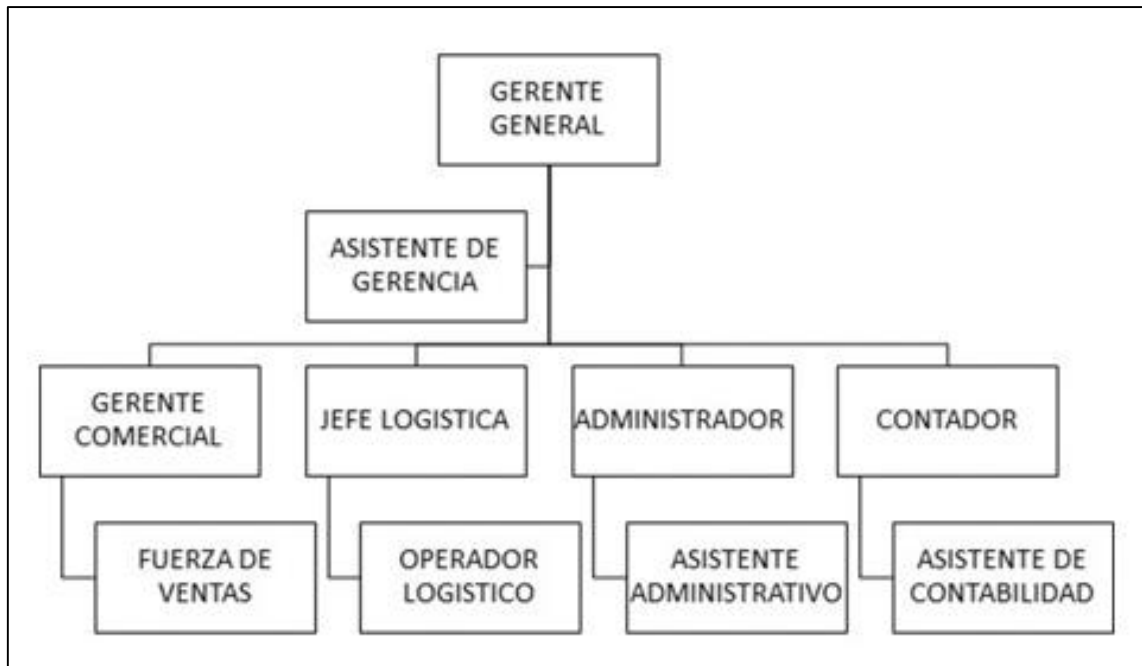 GERENTE
GENERAL
ASISTENTE DE
GERENCIA
GERENTE
COMERCIAL
JEFE LOGISTICA
ADMINISTRADOR
CONTADOR
FUERZA DE
VENTAS
OPERADOR
LOGISTICO
ASISTENTE
ADMINISTRATIVO
ASISTENTE DE
CONTABILIDAD